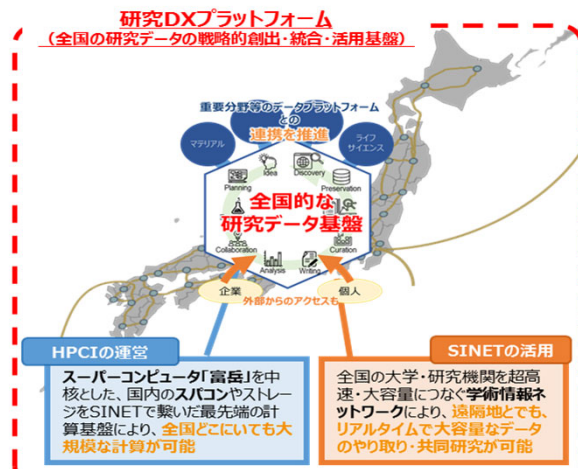 研究DXプラットフォーム
(全国の研究データの戦略的創出・統合・活用基盤)
重要分野等のデータプラットフォーム
との
連携を推進
マテリアル
ライフ
サイエンス
Idea
Discovery
Planning
Preservation
全国的な
研究データ基盤
Collaboration
Curation
Analysis
Writing
企業
個人
外部からのアクセスも
HPCIの運営
スーパーコンピュータ「富岳」を中
核とした、国内のスパコンやストレ
ージをSINETで繋いだ最先端の計
算基盤により、全国どこにいても大
規模な計算が可能
SINETの活用
全国の大学・研究機関を超高
速・大容量につなぐ学術情報ネ
ットワークにより、遠隔地とでも、
リアルタイムで大容量なデータ
のやり取り・共同研究が可能